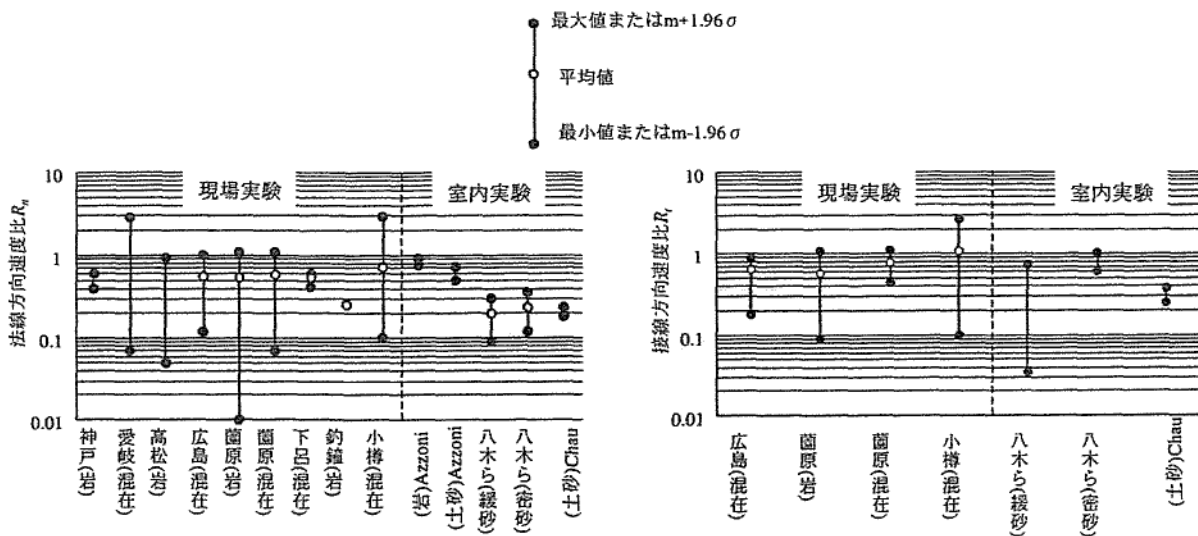 最大値またはm+1.96σ
平均値
最小値またはm-1.96σ
法線方向速度比Rn
10
1
0.1
0.01
現場実験
室内実験
神戸(岩)
愛岐(混在)
高松(岩)
広島(混在)
薗原(岩)
薗原(混在)
下呂(混在)
釣鐘(岩)
小樽(混在)
(岩)Azzoni
(土砂)Azzoni
八木ら(緩砂)
八木ら(密砂)
(土砂)Chau
接線方向速度比Rt
10
1
0.1
0.01
現場実験
室内実験
広島(混在)
薗原(岩)
薗原(混在)
小樽(混在)
八木ら(緩砂)
八木ら(密砂)
(土砂)Chau